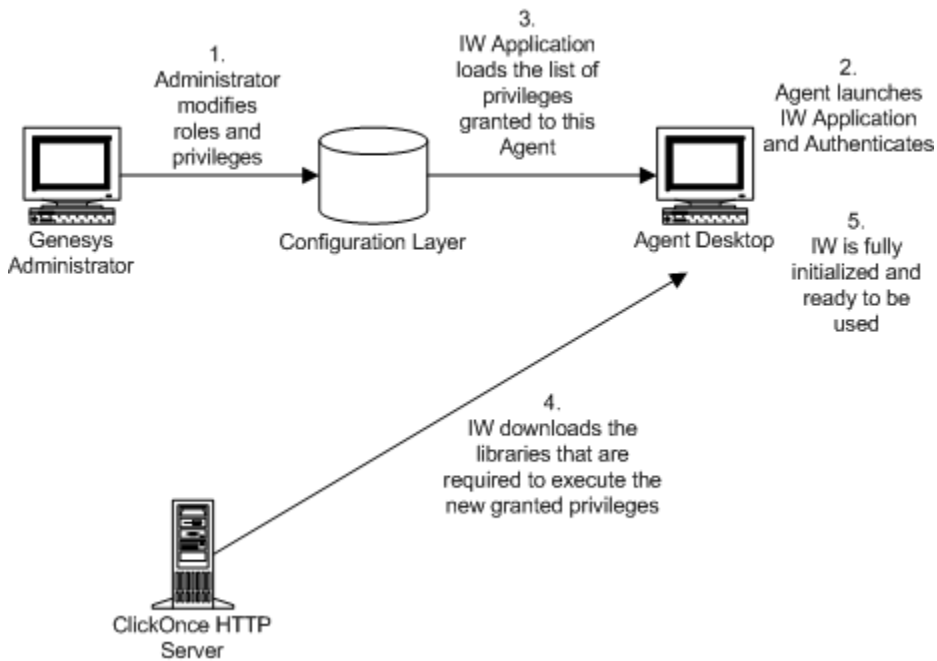 1.
Administrator
modifies
roles and
privileges
3.
IW Application
loads the list of
privileges
granted to this
Agent
2.
Agent launches
IW Application
and Authenticates
Genesys
Administrator
Configuration Layer
Agent Desktop
5.
IW is fully
initialized and
ready to be
used
4.
IW downloads the
libraries that are
required to execute the
new granted privileges
ClickOnce HTTP
Server